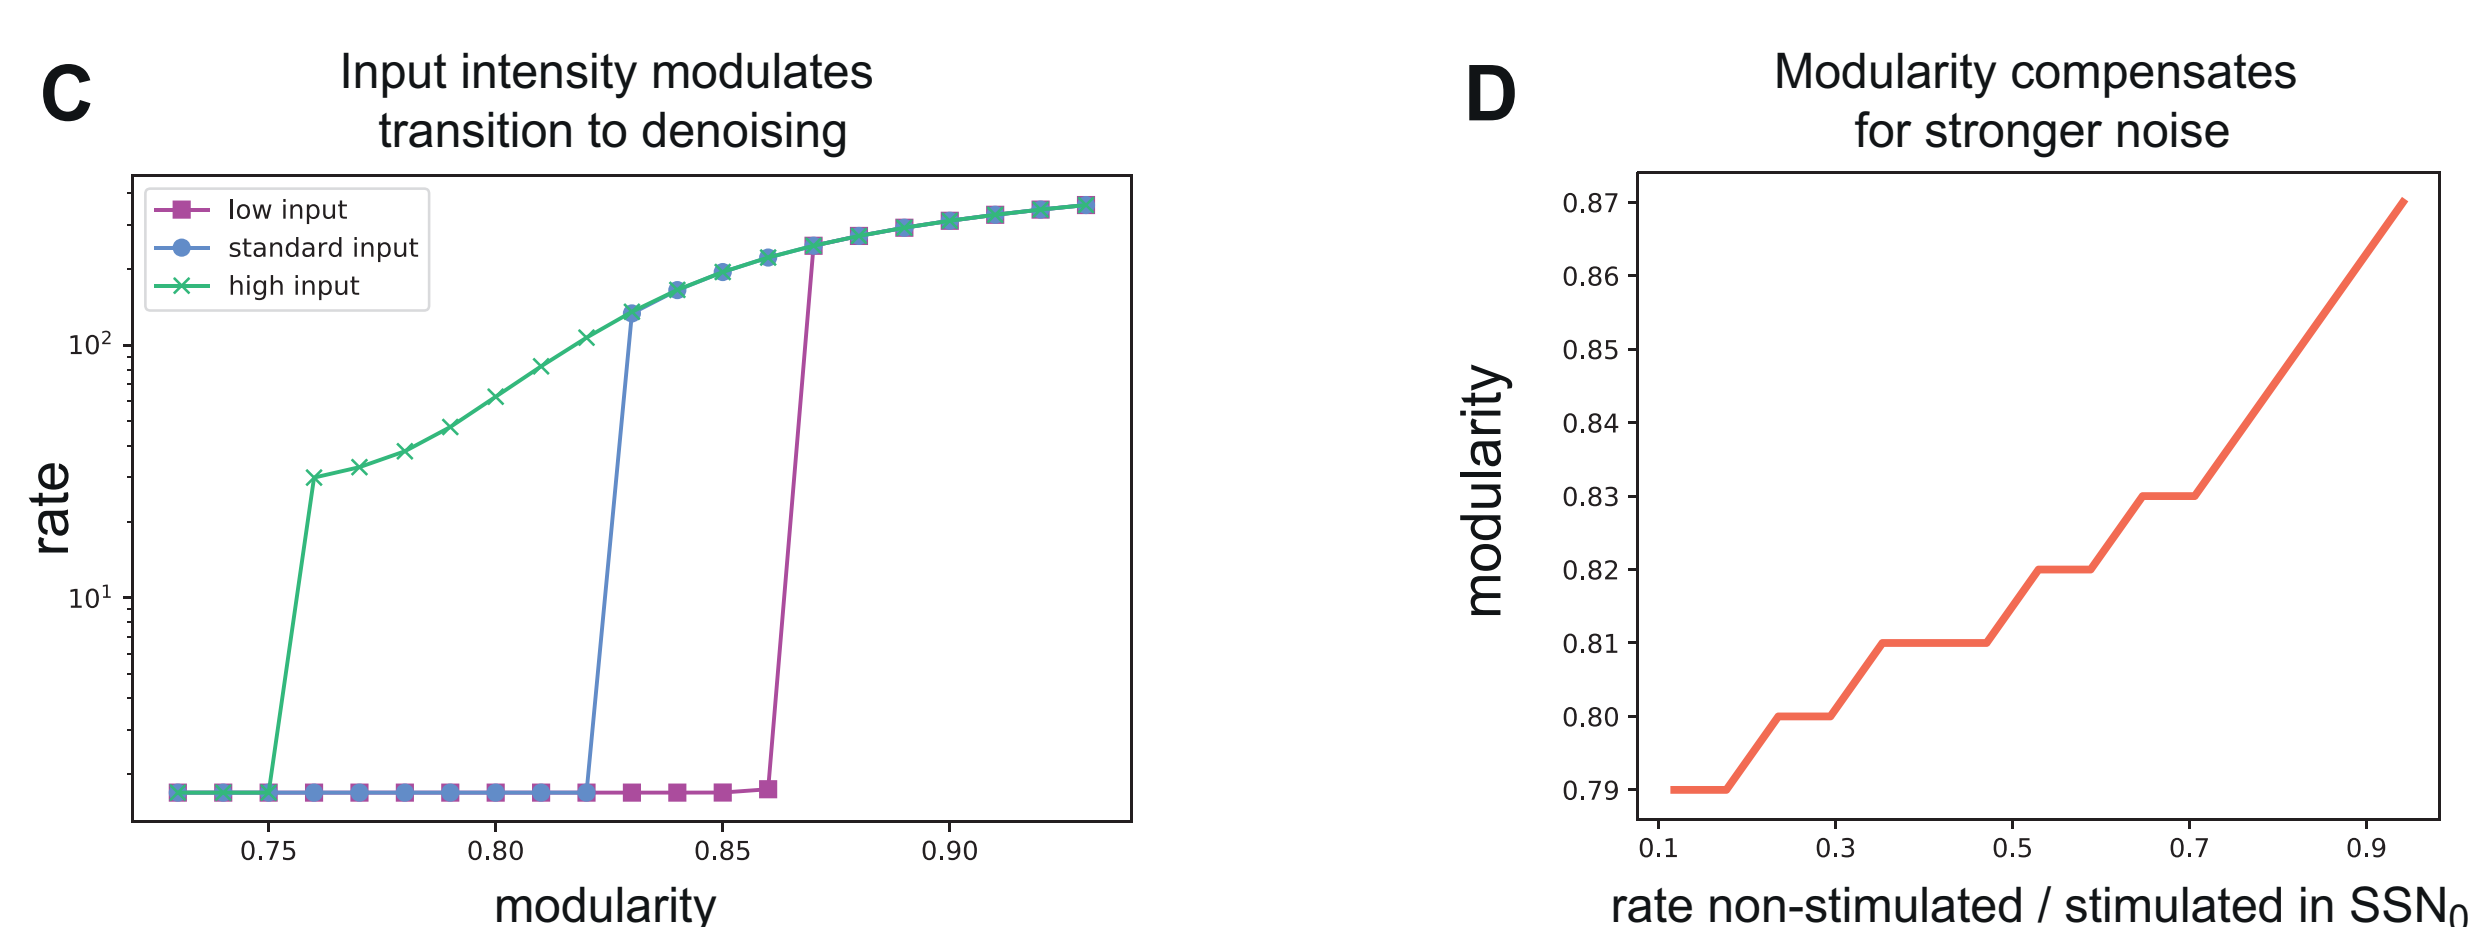 C
Input intensity modulates
transition to denoising
low input
standard input
high input
10²
10¹
rate
0.75 0.80 0.85 0.90
modularity
D
Modularity compensates
for stronger noise
0.87
0.86
0.85
0.84
0.83
0.82
0.81
0.80
0.79
modularity
0.1 0.3 0.5 0.7 0.9
rate non-stimulated / stimulated in SSN₀